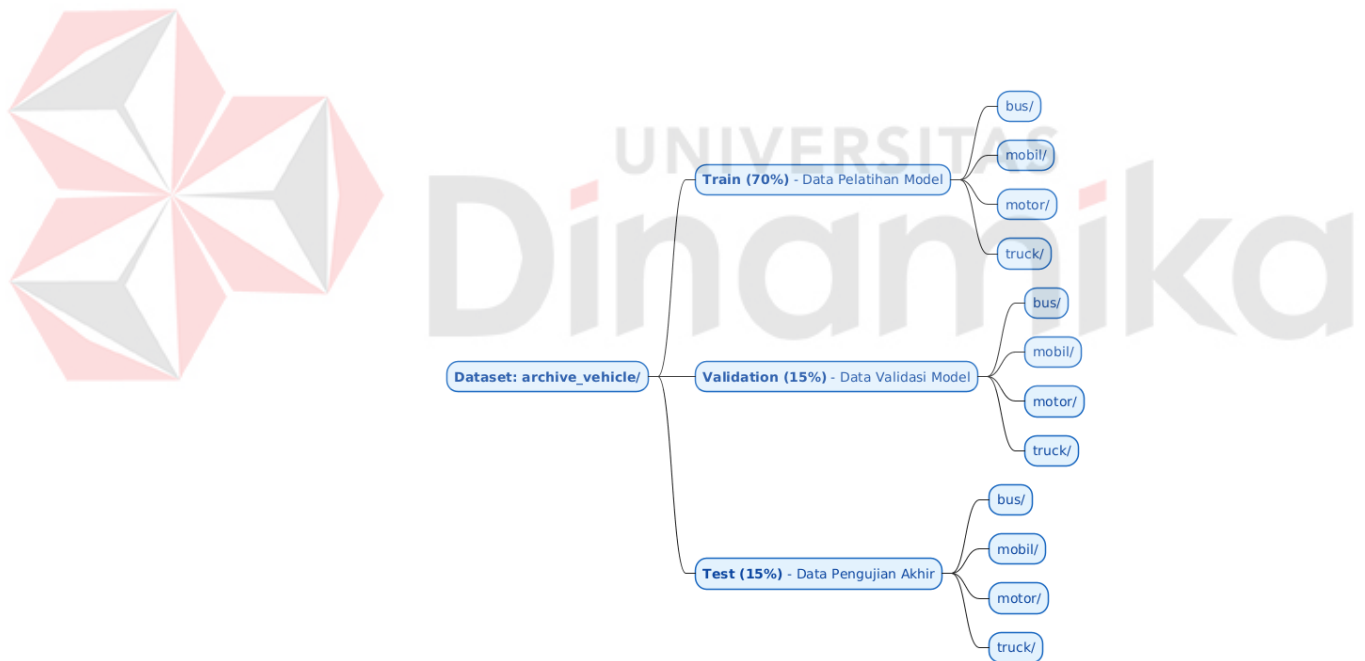 UNIVERSITAS
Dinamika
Dataset: archive_vehicle/
Train (70%) - Data Pelatihan Model
bus/
mobil/
motor/
truck/
Validation (15%) - Data Validasi Model
bus/
mobil/
motor/
truck/
Test (15%) - Data Pengujian Akhir
bus/
mobil/
motor/
truck/